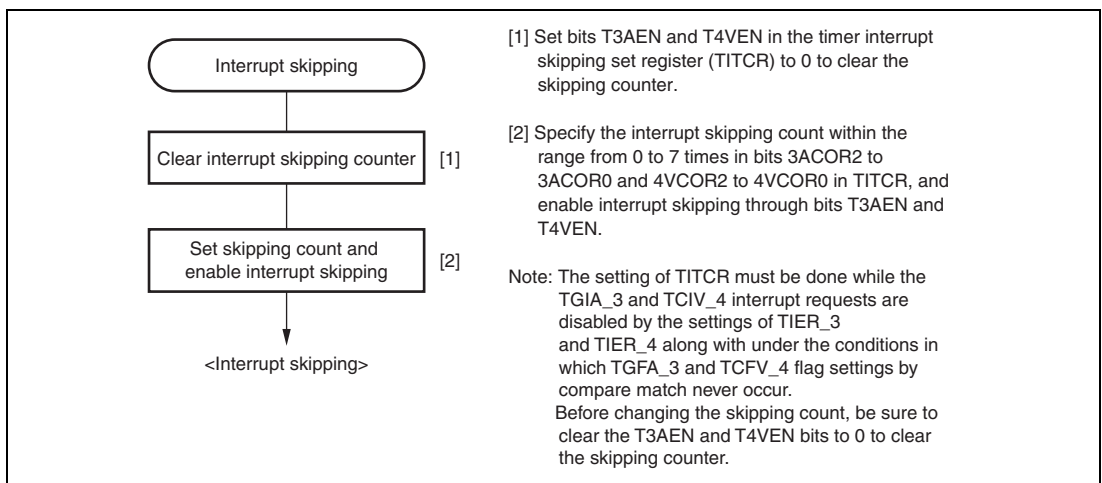 Interrupt skipping
Clear interrupt skipping counter
[1]
Set skipping count and
enable interrupt skipping
[2]
<Interrupt skipping>
[1] Set bits T3AEN and T4VEN in the timer interrupt
skipping set register (TITCR) to 0 to clear the
skipping counter.
[2] Specify the interrupt skipping count within the
range from 0 to 7 times in bits 3ACOR2 to
3ACOR0 and 4VCOR2 to 4VCOR0 in TITCR, and
enable interrupt skipping through bits T3AEN and
T4VEN.
Note: The setting of TITCR must be done while the
TGIA_3 and TCIV_4 interrupt requests are
disabled by the settings of TIER_3
and TIER_4 along with under the conditions in
which TGFA_3 and TCFV_4 flag settings by
compare match never occur.
Before changing the skipping count, be sure to
clear the T3AEN and T4VEN bits to 0 to clear
the skipping counter.